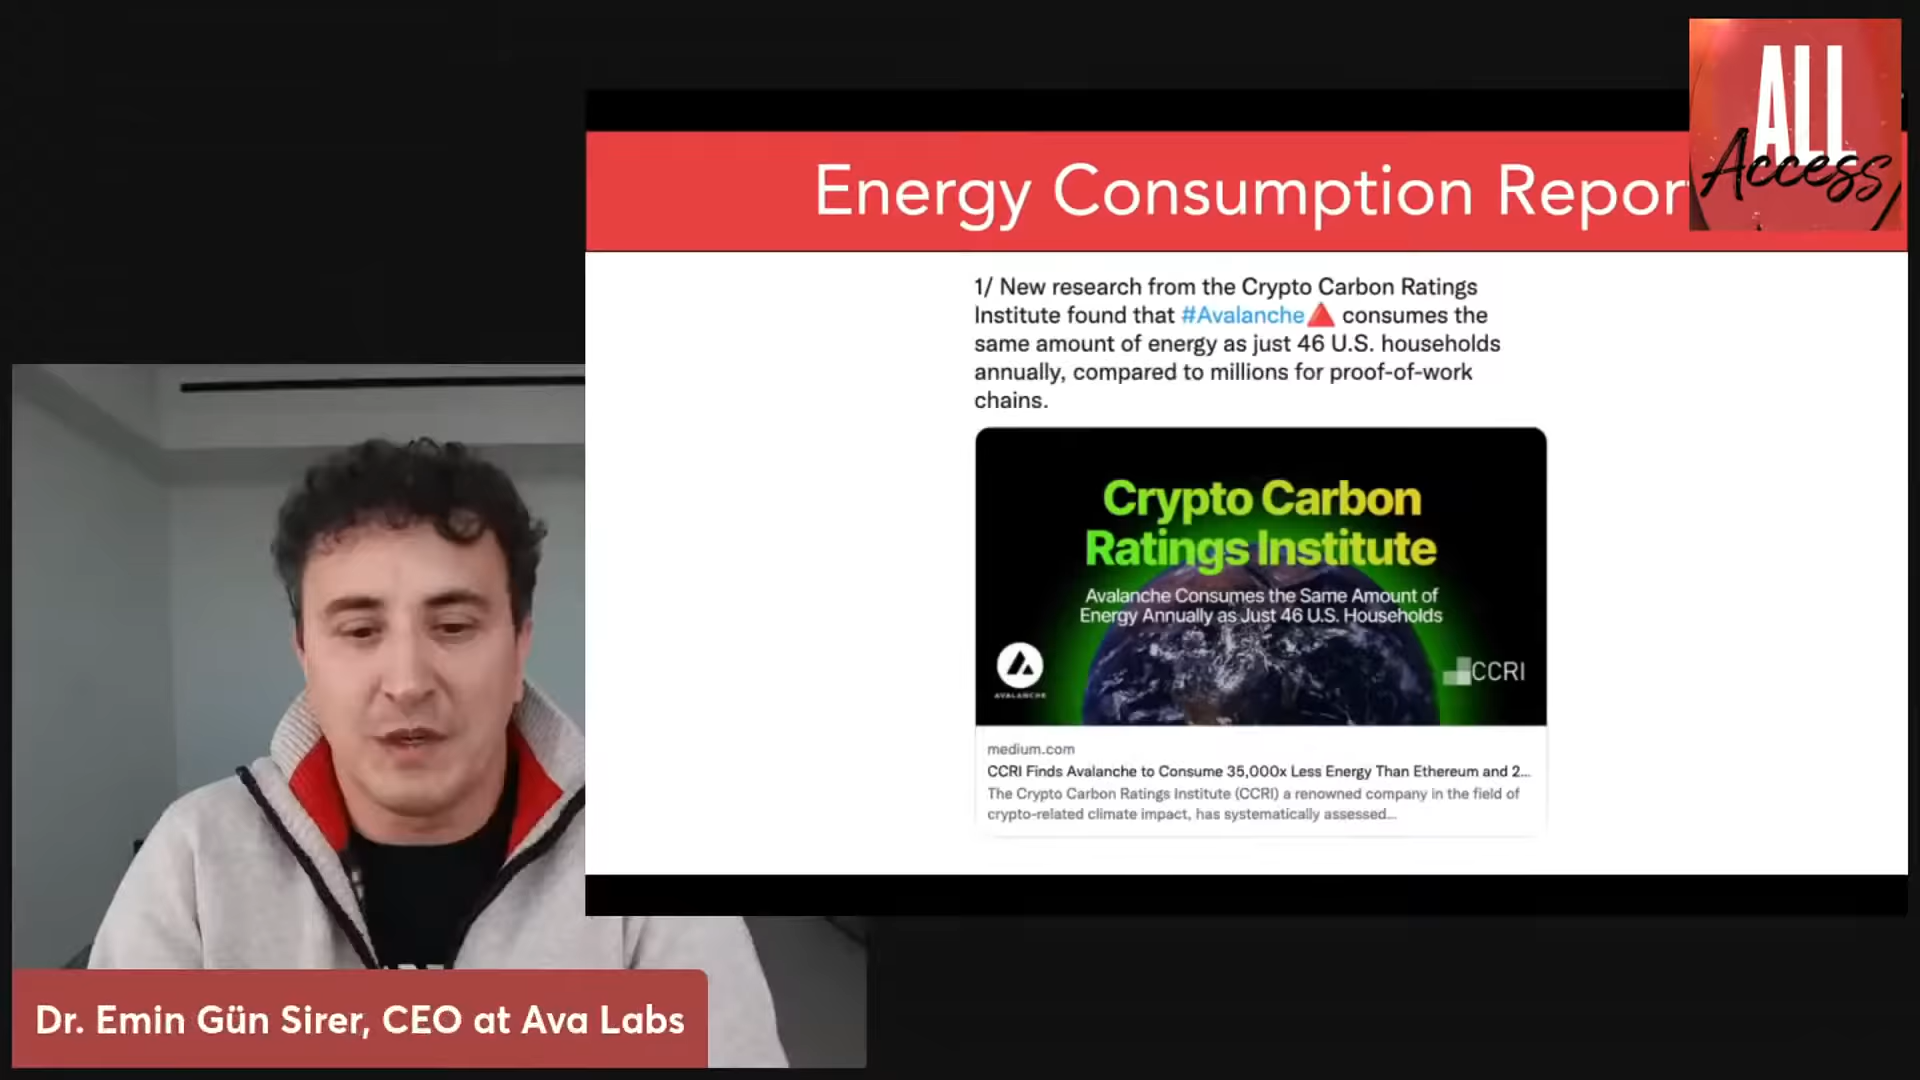 ALL
Access
Energy Consumption Repor
1/ New research from the Crypto Carbon Ratings
Institute found that #Avalanche🔺 consumes the
same amount of energy as just 46 U.S. households
annually, compared to millions for proof-of-work
chains.
Crypto Carbon
Ratings Institute
Avalanche Consumes the Same Amount of
Energy Annually as Just 46 U.S. Households
AVALANCHE
CCRI
medium.com
CCRI Finds Avalanche to Consume 35,000x Less Energy Than Ethereum and 2...
The Crypto Carbon Ratings Institute (CCRI) a renowned company in the field of
crypto-related climate impact, has systematically assessed...
Dr. Emin Gün Sirer, CEO at Ava Labs